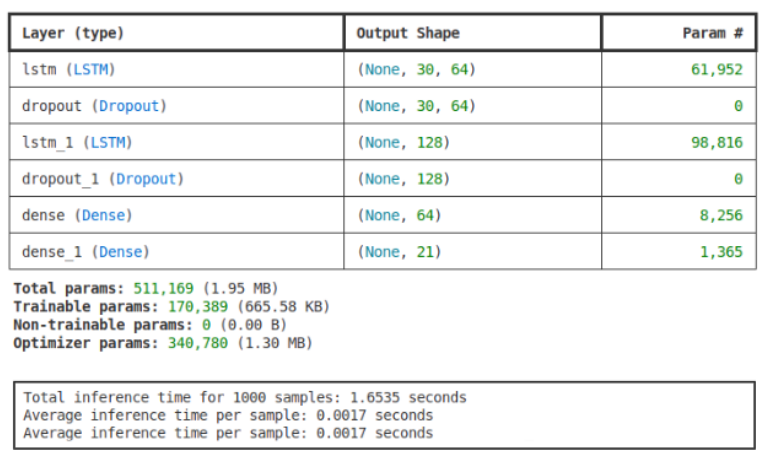 Layer (type) Output Shape Param #
lstm (LSTM) (None, 30, 64) 61,952
dropout (Dropout) (None, 30, 64) 0
lstm_1 (LSTM) (None, 128) 98,816
dropout_1 (Dropout) (None, 128) 0
dense (Dense) (None, 64) 8,256
dense_1 (Dense) (None, 21) 1,365
Total params: 511,169 (1.95 MB)
Trainable params: 170,389 (665.58 KB)
Non-trainable params: 0 (0.00 B)
Optimizer params: 340,780 (1.30 MB)
Total inference time for 1000 samples: 1.6535 seconds
Average inference time per sample: 0.0017 seconds
Average inference time per sample: 0.0017 seconds